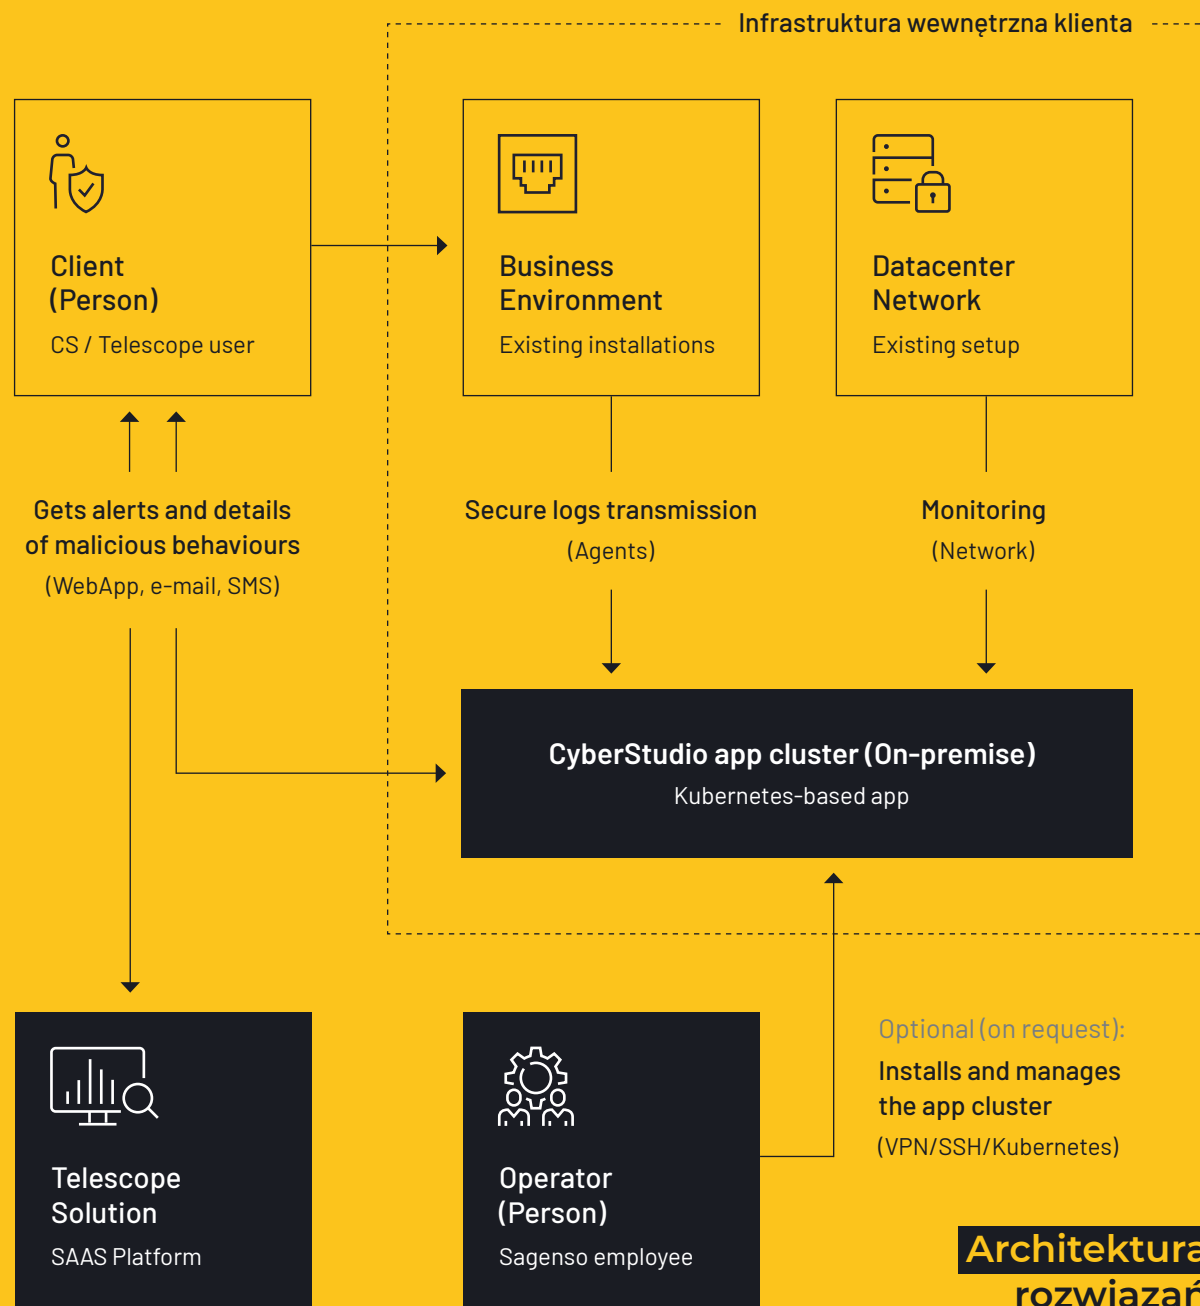 Infrastruktura wewnętrzna klienta
Client
(Person)
CS / Telescope user
Business
Environment
Existing installations
Datacenter
Network
Existing setup
Gets alerts and details
of malicious behaviours
(WebApp, e-mail, SMS)
Secure logs transmission
(Agents)
Monitoring
(Network)
CyberStudio app cluster (On-premise)
Kubernetes-based app
Telescope
Solution
SAAS Platform
Operator
(Person)
Sagenso employee
Optional (on request):
Installs and manages
the app cluster
(VPN/SSH/Kubernetes)
Architektura
rozwiązań